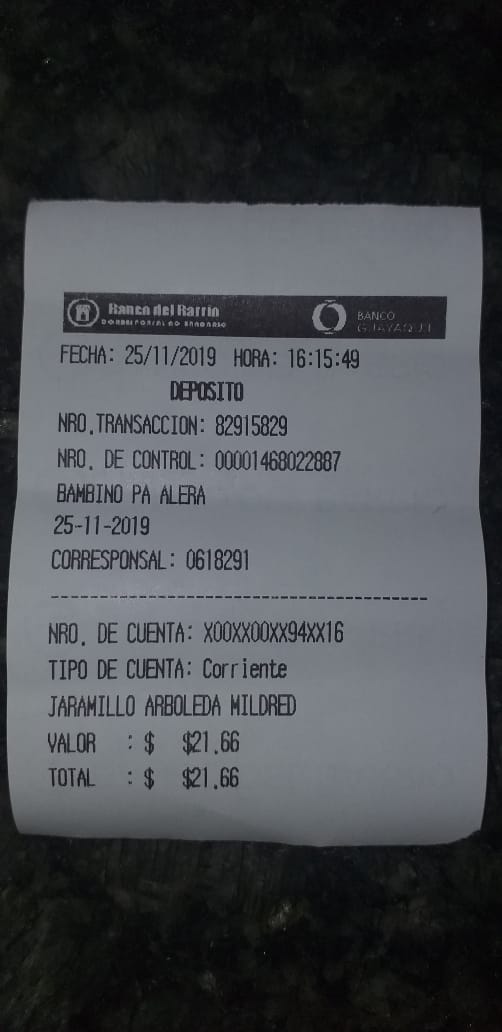 Banco del Barrio
CORRESPONSAL NO BANCARIO
BANCO
GUAYAQUIL
FECHA: 25/11/2019 HORA: 16:15:49
DEPOSITO
NRO.TRANSACCION: 82915829
NRO. DE CONTROL: 00001468022887
BAMBINO PA ALERA
25-11-2019
CORRESPONSAL: 0618291
----------------------------------------
NRO. DE CUENTA: X00XX00XX94XX16
TIPO DE CUENTA: Corriente
JARAMILLO ARBOLEDA MILDRED
VALOR : $ $21.66
TOTAL : $ $21.66